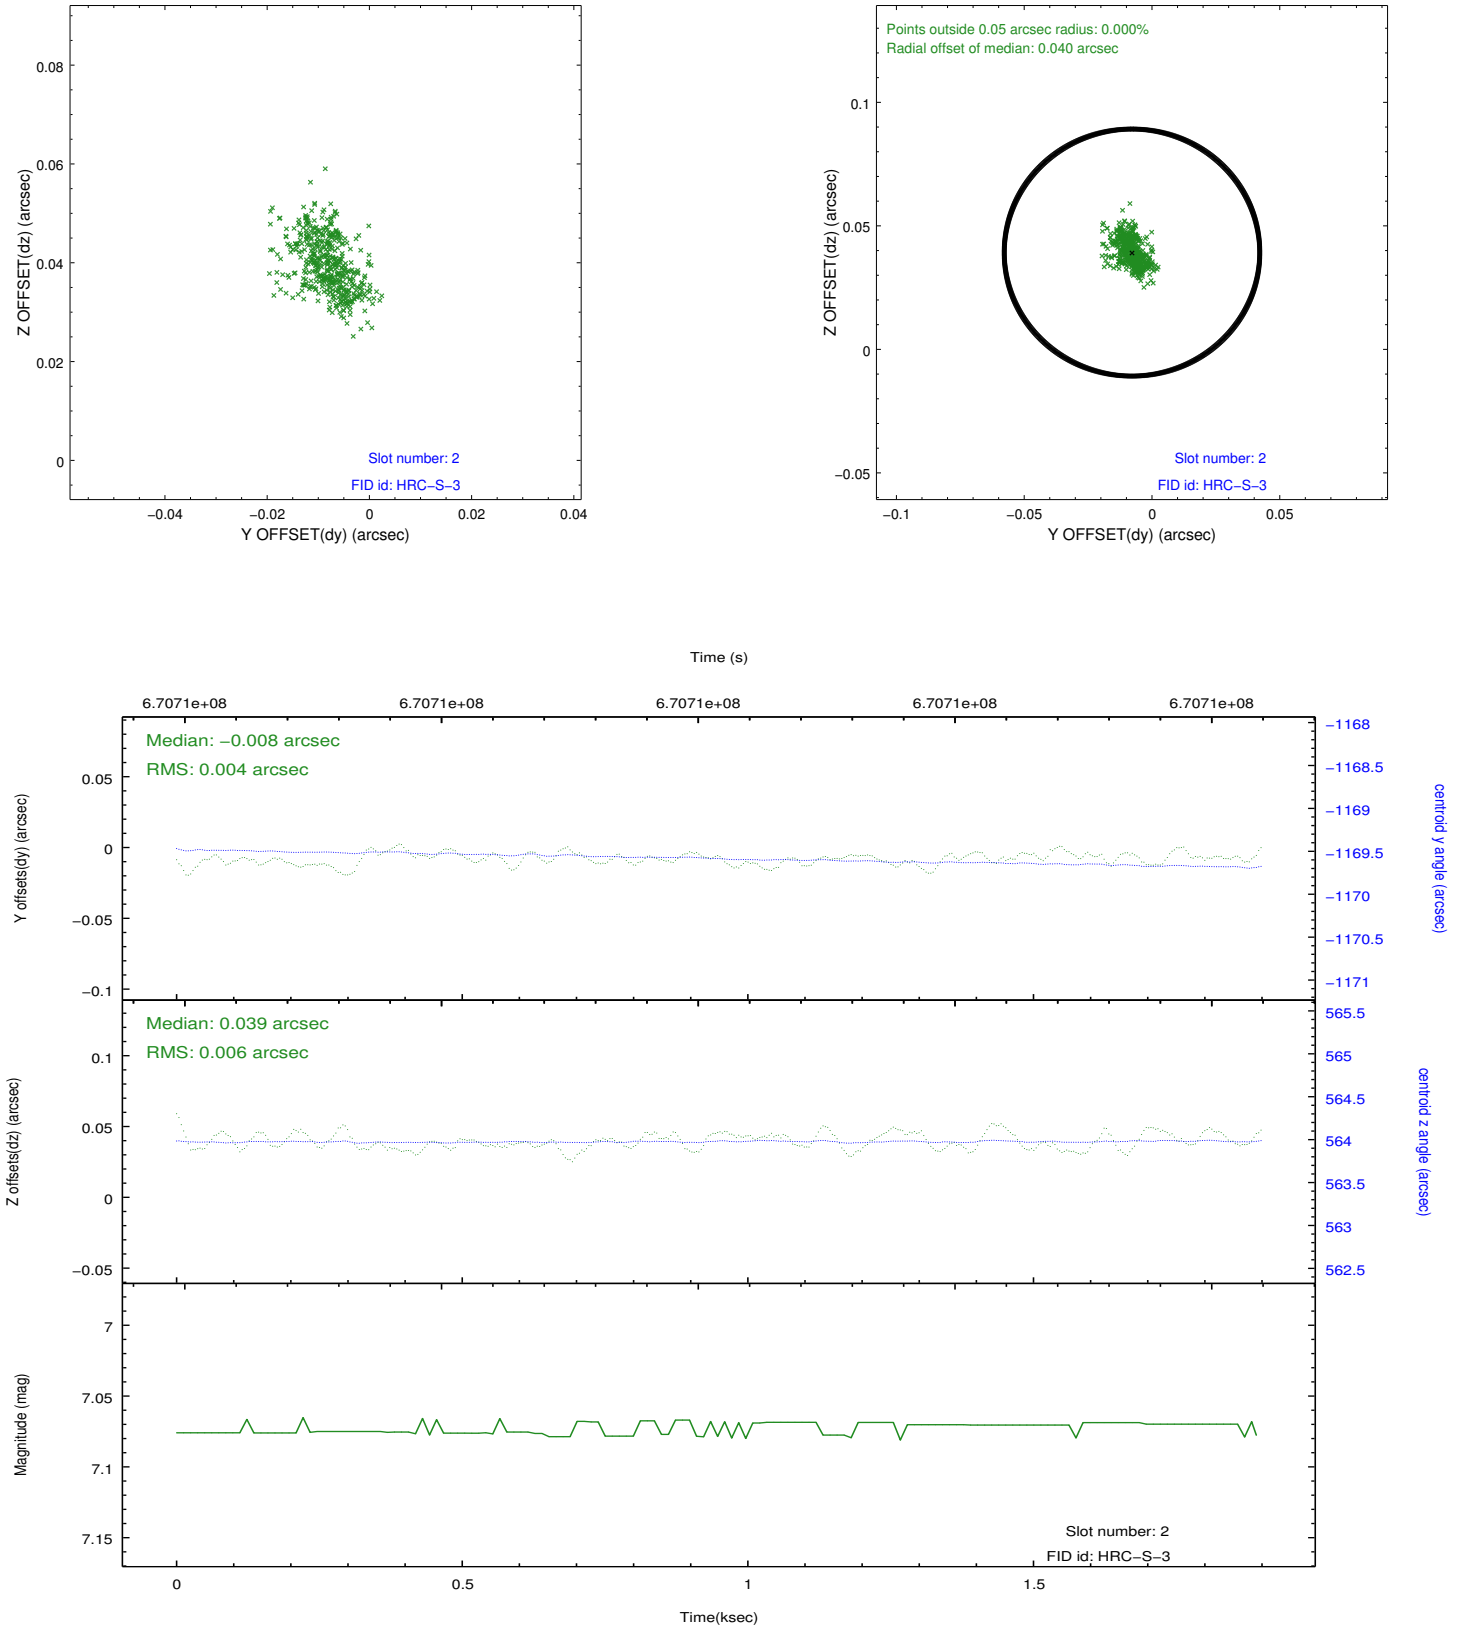 0.08
0.06
0.04
0.02
0
Z OFFSET(dz) (arcsec)
Slot number: 2
FID id: HRC−S−3
−0.04
−0.02
0
0.02
0.04
Y OFFSET(dy) (arcsec)
Points outside 0.05 arcsec radius: 0.000%
Radial offset of median: 0.040 arcsec
0.1
0.05
0
−0.05
Z OFFSET(dz) (arcsec)
Slot number: 2
FID id: HRC−S−3
−0.1
−0.05
0
0.05
Y OFFSET(dy) (arcsec)
Time (s)
6.7071e+08
6.7071e+08
6.7071e+08
6.7071e+08
6.7071e+08
Median: −0.008 arcsec
RMS: 0.004 arcsec
0.05
0
−0.05
−0.1
Y offsets(dy) (arcsec)
−1168
−1168.5
−1169
−1169.5
−1170
−1170.5
−1171
centroid y angle (arcsec)
Median: 0.039 arcsec
RMS: 0.006 arcsec
0.1
0.05
0
−0.05
Z offsets(dz) (arcsec)
565.5
565
564.5
564
563.5
563
562.5
centroid z angle (arcsec)
7
7.05
7.1
7.15
Magnitude (mag)
Slot number: 2
FID id: HRC−S−3
0
0.5
1
1.5
Time(ksec)